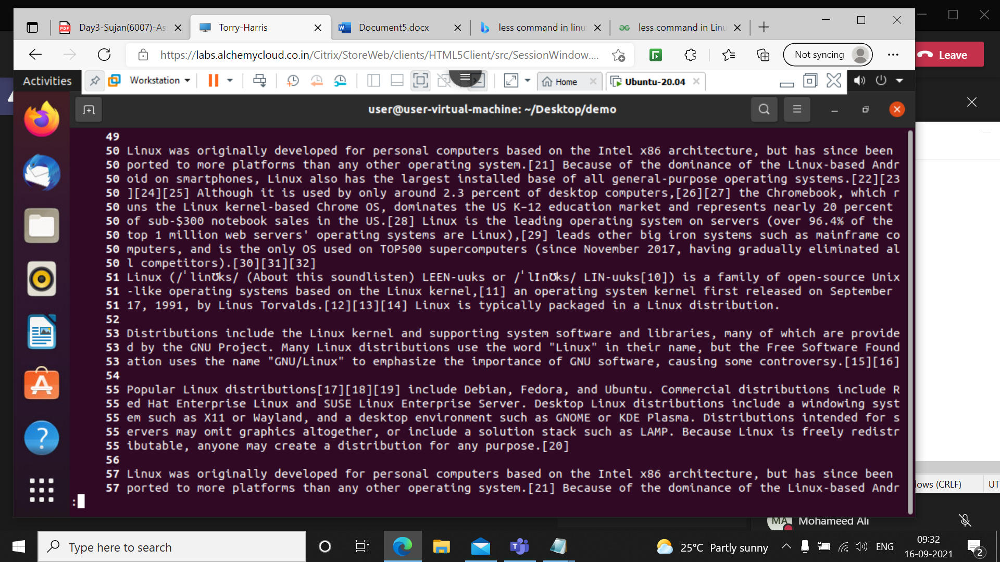 Day3-Sujan(6007)-As
Torry-Harris
Document5.docx
less command in linu
less command in Linu
https://labs.alchemycloud.co.in/Citrix/StoreWeb/clients/HTML5Client/src/SessionWindow....
Not syncing
Leave
Activities
Workstation
Home
Ubuntu-20.04
user@user-virtual-machine: ~/Desktop/demo
49
50 Linux was originally developed for personal computers based on the Intel x86 architecture, but has since been
50 ported to more platforms than any other operating system.[21] Because of the dominance of the Linux-based Andr
50 oid on smartphones, Linux also has the largest installed base of all general-purpose operating systems.[22][23
50 ][24][25] Although it is used by only around 2.3 percent of desktop computers,[26][27] the Chromebook, which r
50 uns the Linux kernel-based Chrome OS, dominates the US K–12 education market and represents nearly 20 percent
50 of sub-$300 notebook sales in the US.[28] Linux is the leading operating system on servers (over 96.4% of the
50 top 1 million web servers' operating systems are Linux),[29] leads other big iron systems such as mainframe co
50 mputers, and is the only OS used on TOP500 supercomputers (since November 2017, having gradually eliminated al
50 l competitors).[30][31][32]
51 Linux (/ˈlinʊks/ (About this soundlisten) LEEN-uuks or /ˈlɪnʊks/ LIN-uuks[10]) is a family of open-source Unix
51 -like operating systems based on the Linux kernel,[11] an operating system kernel first released on September
51 17, 1991, by Linus Torvalds.[12][13][14] Linux is typically packaged in a Linux distribution.
52
53 Distributions include the Linux kernel and supporting system software and libraries, many of which are provide
53 d by the GNU Project. Many Linux distributions use the word "Linux" in their name, but the Free Software Found
53 ation uses the name "GNU/Linux" to emphasize the importance of GNU software, causing some controversy.[15][16]
54
55 Popular Linux distributions[17][18][19] include Debian, Fedora, and Ubuntu. Commercial distributions include R
55 ed Hat Enterprise Linux and SUSE Linux Enterprise Server. Desktop Linux distributions include a windowing syst
55 em such as X11 or Wayland, and a desktop environment such as GNOME or KDE Plasma. Distributions intended for s
55 ervers may omit graphics altogether, or include a solution stack such as LAMP. Because Linux is freely redistr
55 ibutable, anyone may create a distribution for any purpose.[20]
56
57 Linux was originally developed for personal computers based on the Intel x86 architecture, but has since been
57 ported to more platforms than any other operating system.[21] Because of the dominance of the Linux-based Andr
:
lows (CRLF)
UT
MA
Mohameed Ali
Type here to search
25°C Partly sunny
ENG
09:32
16-09-2021
2